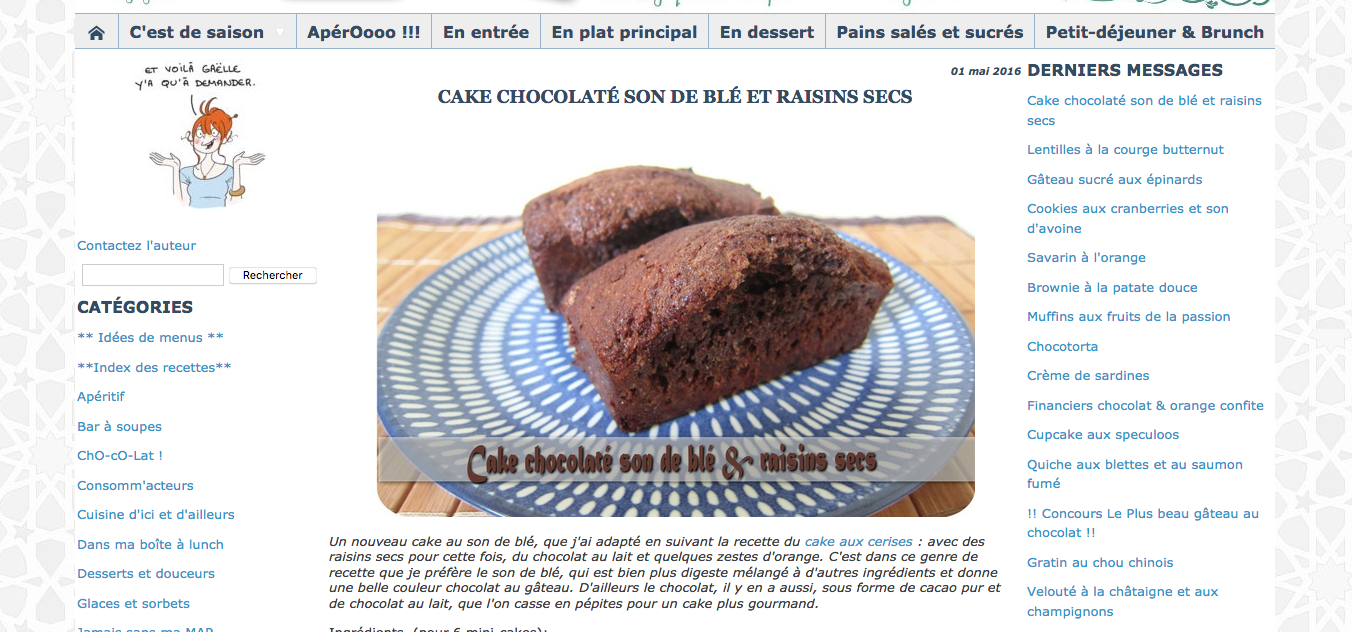 C'est de saison
ApérOooo !!!
En entrée
En plat principal
En dessert
Pains salés et sucrés
Petit-déjeuner & Brunch
ET VOILÀ GAËLLE
Y'A QU'À DEMANDER.
Contactez l'auteur
Rechercher
CATÉGORIES
** Idées de menus **
**Index des recettes**
Apéritif
Bar à soupes
ChO-cO-Lat !
Consomm'acteurs
Cuisine d'ici et d'ailleurs
Dans ma boîte à lunch
Desserts et douceurs
Glaces et sorbets
Jamais sans ma MAP
01 mai 2016
CAKE CHOCOLATÉ SON DE BLÉ ET RAISINS SECS
Cake chocolaté son de blé & raisins secs
Un nouveau cake au son de blé, que j'ai adapté en suivant la recette du cake aux cerises : avec des
raisins secs pour cette fois, du chocolat au lait et quelques zestes d'orange. C'est dans ce genre de
recette que je préfère le son de blé, qui est bien plus digeste mélangé à d'autres ingrédients et donne
une belle couleur chocolat au gâteau. D'ailleurs le chocolat, il y en a aussi, sous forme de cacao pur et
de chocolat au lait, que l'on casse en pépites pour un cake plus gourmand.
Ingrédients (pour 6 mini-cakes):
DERNIERS MESSAGES
Cake chocolaté son de blé et raisins
secs
Lentilles à la courge butternut
Gâteau sucré aux épinards
Cookies aux cranberries et son
d'avoine
Savarin à l'orange
Brownie à la patate douce
Muffins aux fruits de la passion
Chocotorta
Crème de sardines
Financiers chocolat & orange confite
Cupcake aux speculoos
Quiche aux blettes et au saumon
fumé
!! Concours Le Plus beau gâteau au
chocolat !!
Gratin au chou chinois
Velouté à la châtaigne et aux
champignons